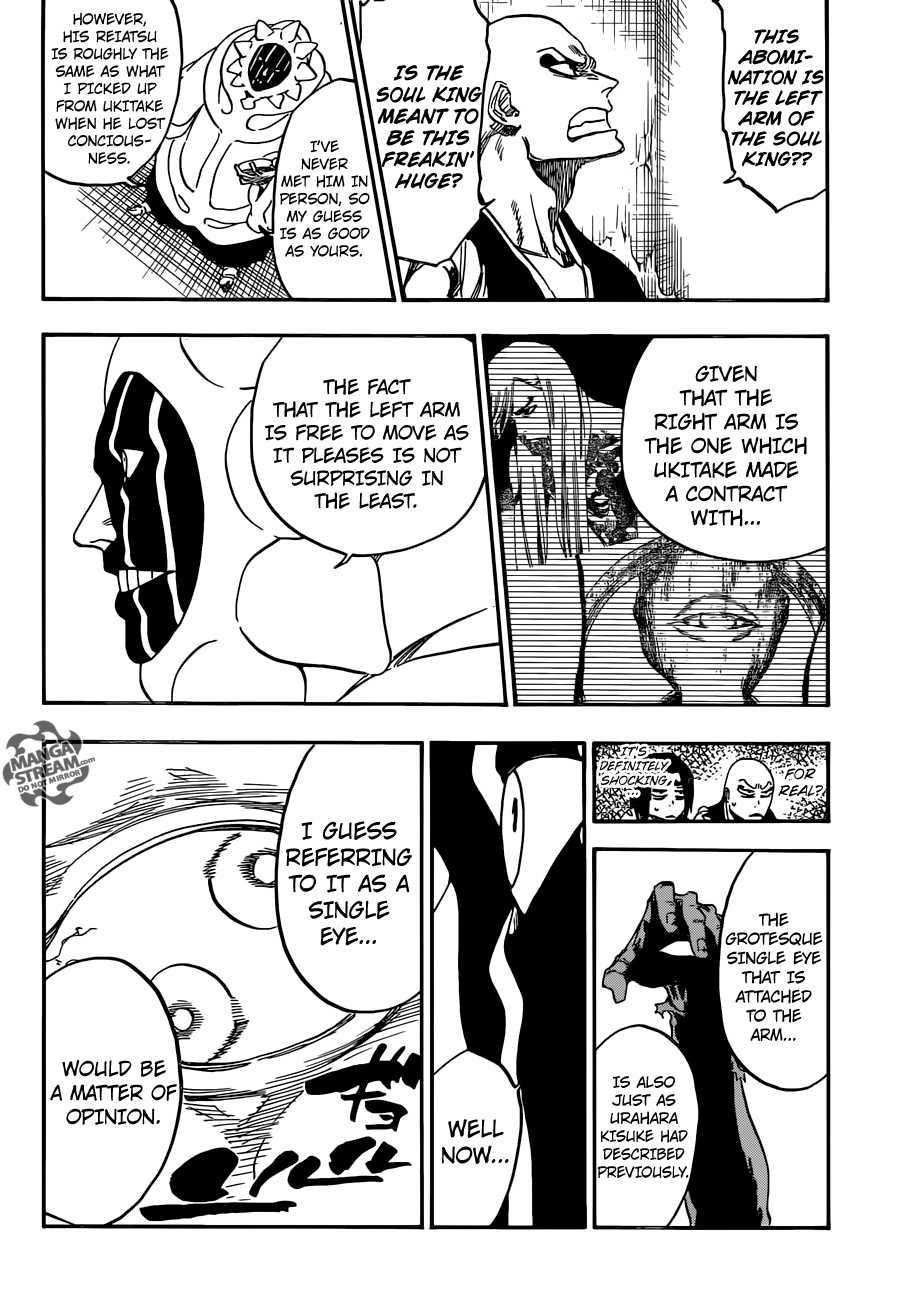 THIS
ABOMI-
NATION IS
THE LEFT
ARM OF
THE SOUL
KING??
IS THE
SOUL KING
MEANT TO
BE THIS
FREAKIN'
HUGE?
I'VE
NEVER
MET HIM IN
PERSON, SO
MY GUESS
IS AS GOOD
AS YOURS.
HOWEVER,
HIS REIATSU
IS ROUGHLY THE
SAME AS WHAT
I PICKED UP
FROM UKITAKE
WHEN HE LOST
CONCIOUS-
NESS.
GIVEN
THAT THE
RIGHT ARM IS
THE ONE WHICH
UKITAKE MADE
A CONTRACT
WITH...
THE FACT
THAT THE LEFT ARM
IS FREE TO MOVE AS
IT PLEASES IS NOT
SURPRISING IN
THE LEAST.
FOR
REAL?
IT'S
DEFINITELY
SHOCKING,
...
THE
GROTESQUE
SINGLE EYE
THAT IS
ATTACHED
TO THE
ARM...
IS ALSO
JUST AS
URAHARA
KISUKE HAD
DESCRIBED
PREVIOUSLY.
WELL
NOW...
I GUESS
REFERRING
TO IT AS A
SINGLE
EYE...
WOULD BE
A MATTER OF
OPINION.
ギョ
ルルル
MANGA
STREAM.com
DO NOT MIRROR